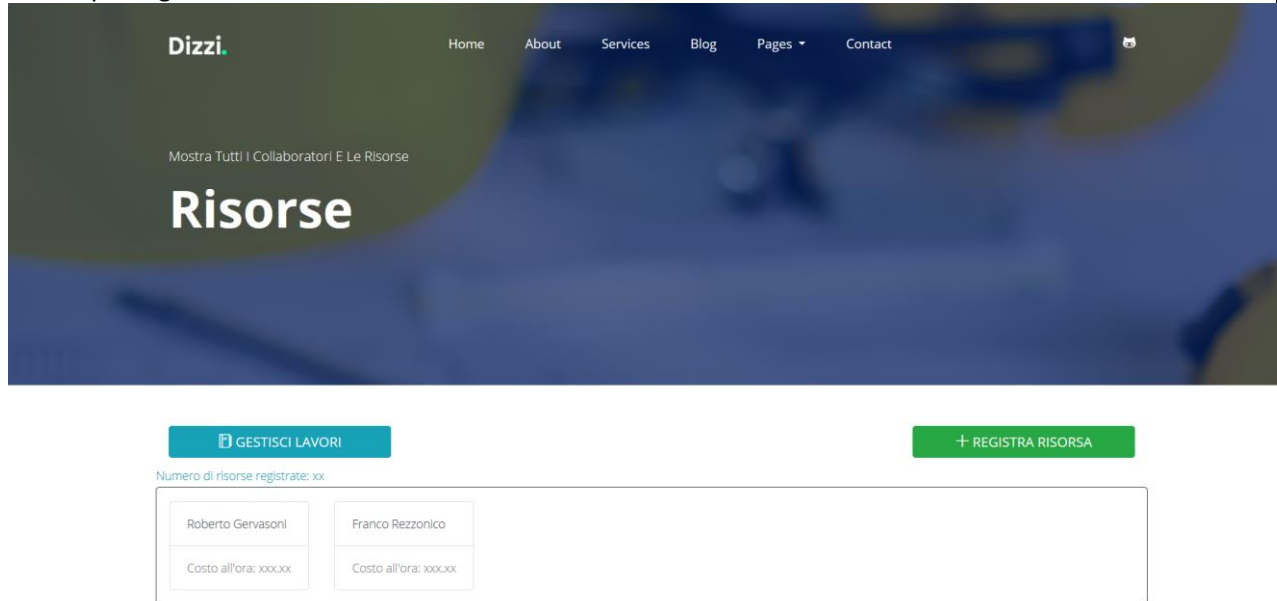 Dizzi. Home About Services Blog Pages Contact
Mostra Tutti I Collaboratori E Le Risorse
Risorse
GESTISCI LAVORI
REGISTRA RISORSA
Numero di risorse registrate: xx
Roberto Gervasoni
Costo all'ora: xxx.xx
Franco Rezzonico
Costo all'ora: xxx.xx